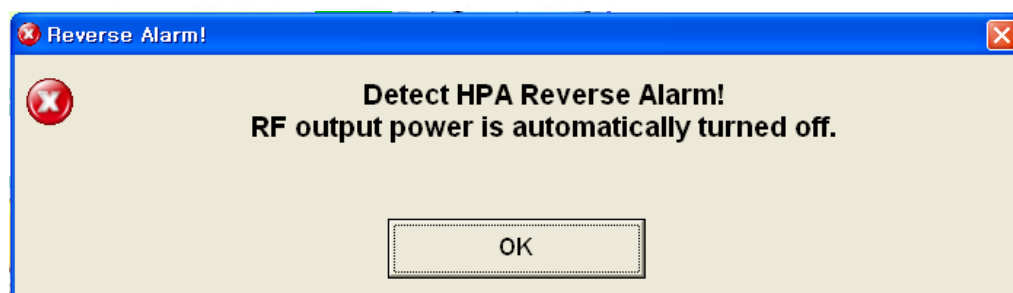 Reverse Alarm!
Detect HPA Reverse Alarm!
RF output power is automatically turned off.
OK